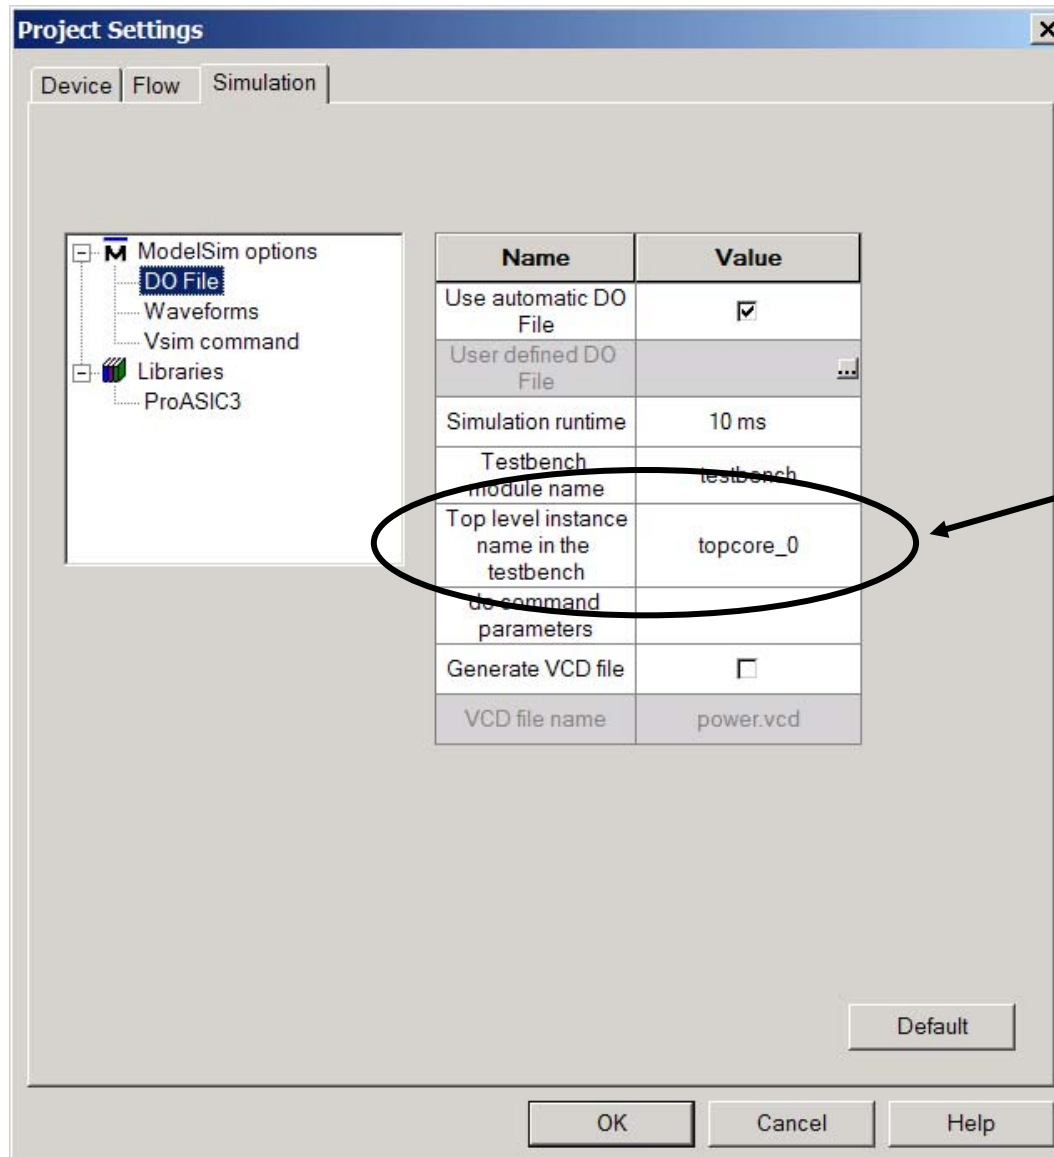 Project Settings
Device Flow Simulation
ModelSim options
DO File
Waveforms
Vsim command
Libraries
ProASIC3
Name Value
Use automatic DO
File
User defined DO
File
...
Simulation runtime 10 ms
Testbench
module name
testbench
Top level instance
name in the
testbench
topcore_0
do command
parameters
Generate VCD file
VCD file name power.vcd
Default
OK Cancel Help